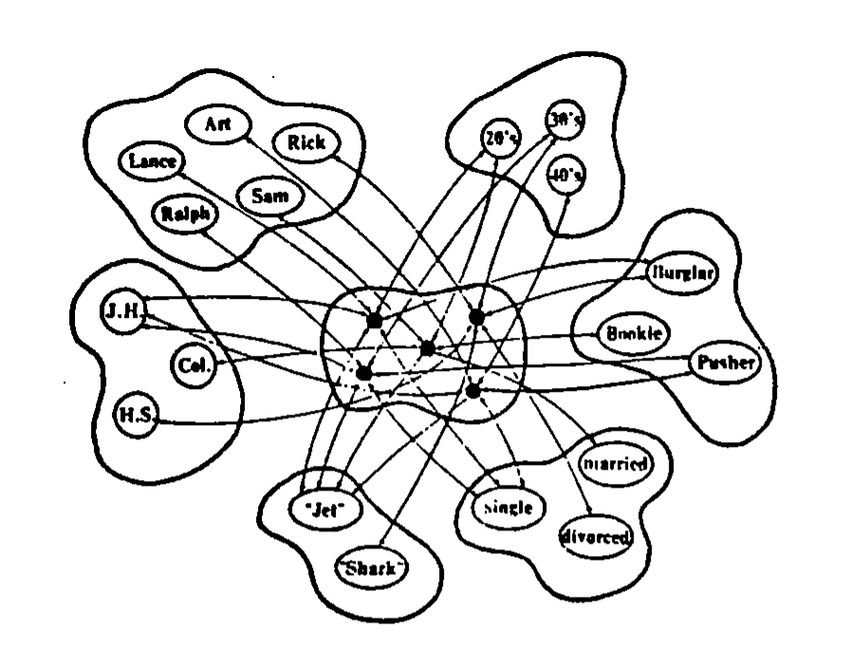 Art
Rick
Lance
Sam
Ralph
20's
30's
40's
Burglar
Bookie
Pusher
J.H.
Col.
H.S.
"Jet"
"Shark"
single
married
divorced